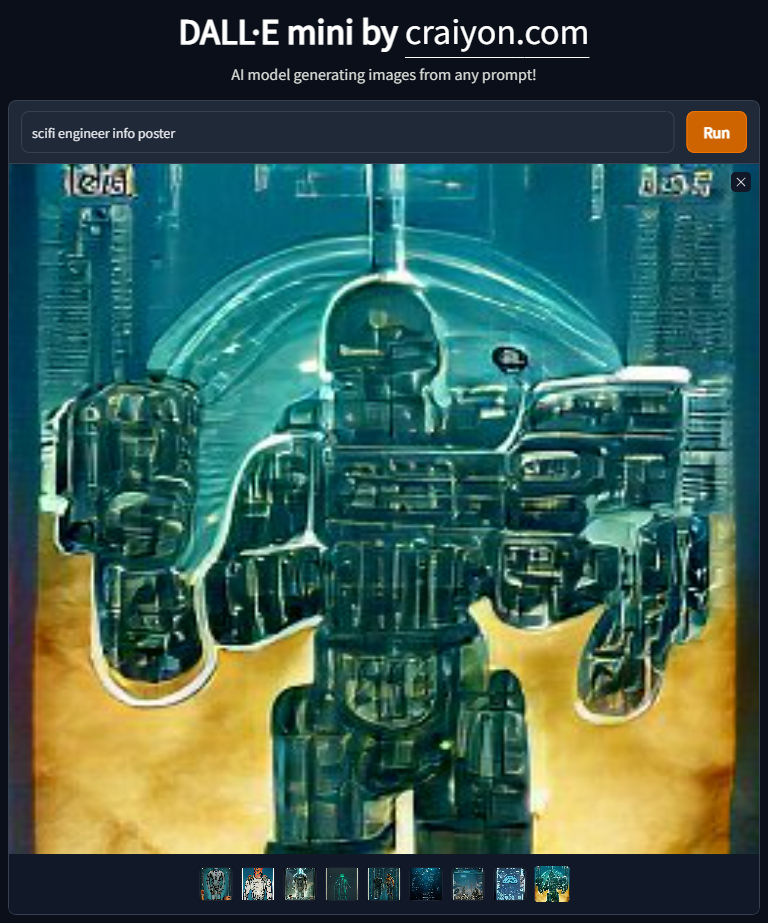 DALL·E mini by craiyon.com
AI model generating images from any prompt!
scifi engineer info poster
Run